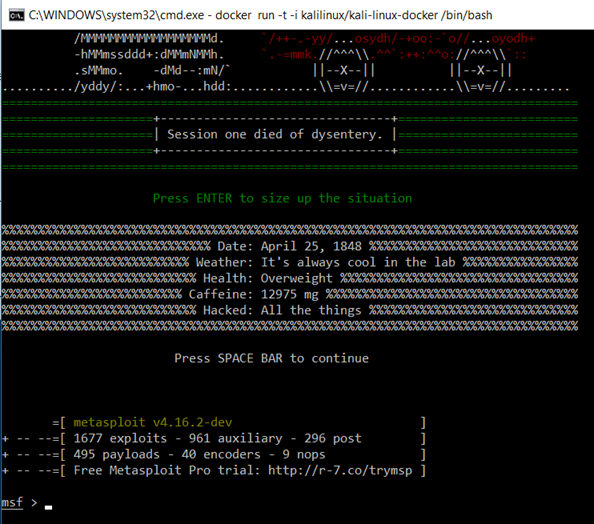 C:\WINDOWS\system32\cmd.exe - docker run -t -i kalilinux/kali-linux-docker /bin/bash
/MMMMMMMMMMMMMMMMMMd.     `/++-.-yy/...osydh/-+oo:-`o//...oyodh+
-hMMmssddd+:dMMmNMMh.     `.-=mmk.//^^^\\.^^`:++:^^o://^^^\\`::
.sMMmo.    -dMd--:mN/`           ||--X--||          ||--X--||
........../yddy/:...+hmo-...hdd:............\\=v=//............\\=v=//.........
================================================================================
=====================+--------------------------------+=========================
=====================| Session one died of dysentery. |=========================
=====================+--------------------------------+=========================
================================================================================
Press ENTER to size up the situation
%%%%%%%%%%%%%%%%%%%%%%%%%%%%%%%%%%%%%%%%%%%%%%%%%%%%%%%%%%%%%%%%%%%%%%%%%%%%%%%%%%
%%%%%%%%%%%%%%%%%%%%%%%%%%%%% Date: April 25, 1848 %%%%%%%%%%%%%%%%%%%%%%%%%%%%%
%%%%%%%%%%%%%%%%%%%%%%%%%% Weather: It's always cool in the lab %%%%%%%%%%%%%%%%
%%%%%%%%%%%%%%%%%%%%%%%%%%% Health: Overweight %%%%%%%%%%%%%%%%%%%%%%%%%%%%%%%%%
%%%%%%%%%%%%%%%%%%%%%%%%% Caffeine: 12975 mg %%%%%%%%%%%%%%%%%%%%%%%%%%%%%%%%%%%
%%%%%%%%%%%%%%%%%%%%%%%%%%% Hacked: All the things %%%%%%%%%%%%%%%%%%%%%%%%%%%%%
%%%%%%%%%%%%%%%%%%%%%%%%%%%%%%%%%%%%%%%%%%%%%%%%%%%%%%%%%%%%%%%%%%%%%%%%%%%%%%%%%%
Press SPACE BAR to continue
=[ metasploit v4.16.2-dev                           ]
+ -- --=[ 1677 exploits - 961 auxiliary - 296 post        ]
+ -- --=[ 495 payloads - 40 encoders - 9 nops             ]
+ -- --=[ Free Metasploit Pro trial: http://r-7.co/trymsp ]
msf >